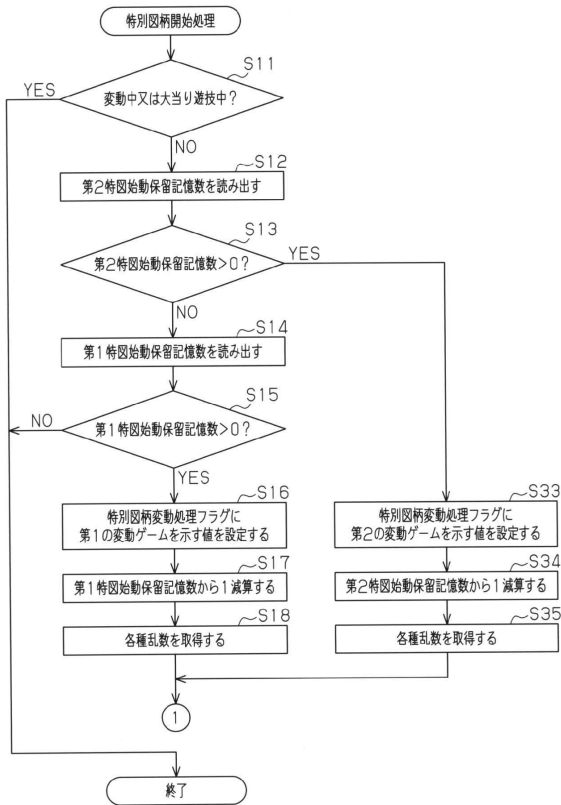 特別図柄開始処理
S11
YES
変動中又は大当り遊技中?
NO
S12
第2特図始動保留記憶数を読み出す
S13
YES
第2特図始動保留記憶数>0?
NO
S14
第1特図始動保留記憶数を読み出す
S15
NO
第1特図始動保留記憶数>0?
YES
S16
特別図柄変動処理フラグに
第1の変動ゲームを示す値を設定する
S17
第1特図始動保留記憶数から1減算する
S18
各種乱数を取得する
S33
特別図柄変動処理フラグに
第2の変動ゲームを示す値を設定する
S34
第2特図始動保留記憶数から1減算する
S35
各種乱数を取得する
1
終了